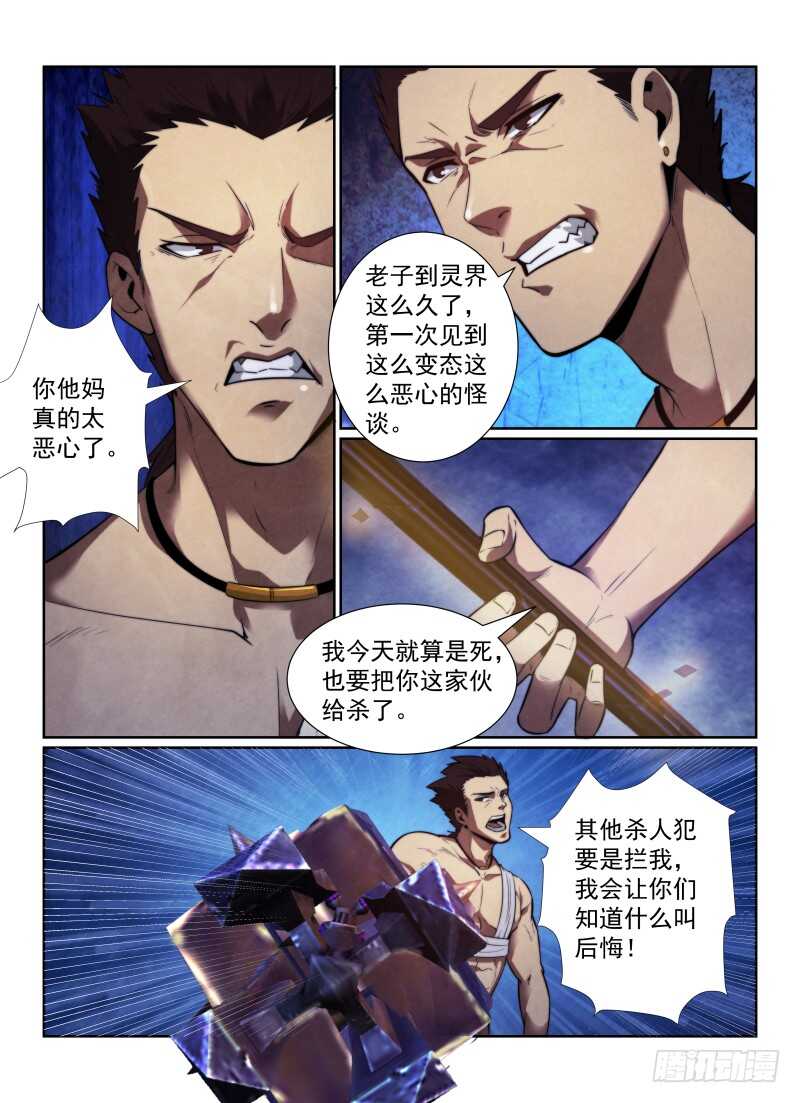 你他妈
真的太
恶心了。
老子到灵界
这么久了，
第一次见到
这么变态这
么恶心的怪
谈。
我今天就算是死，
也要把你这家伙
给杀了。
其他杀人犯
要是拦我，
我会让你们
知道什么叫
后悔！
腾讯动漫